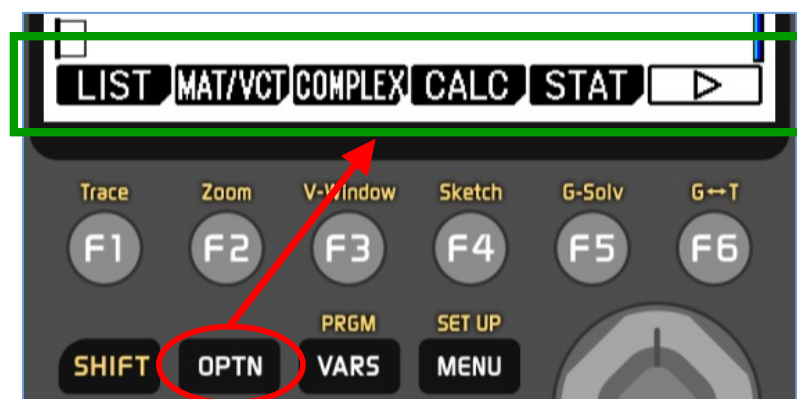 LIST MAT/VCT COMPLEX CALC STAT
Trace Zoom V-Window Sketch G-Solv G↔T
F1 F2 F3 F4 F5 F6
PRGM SET UP
SHIFT OPTN VARS MENU